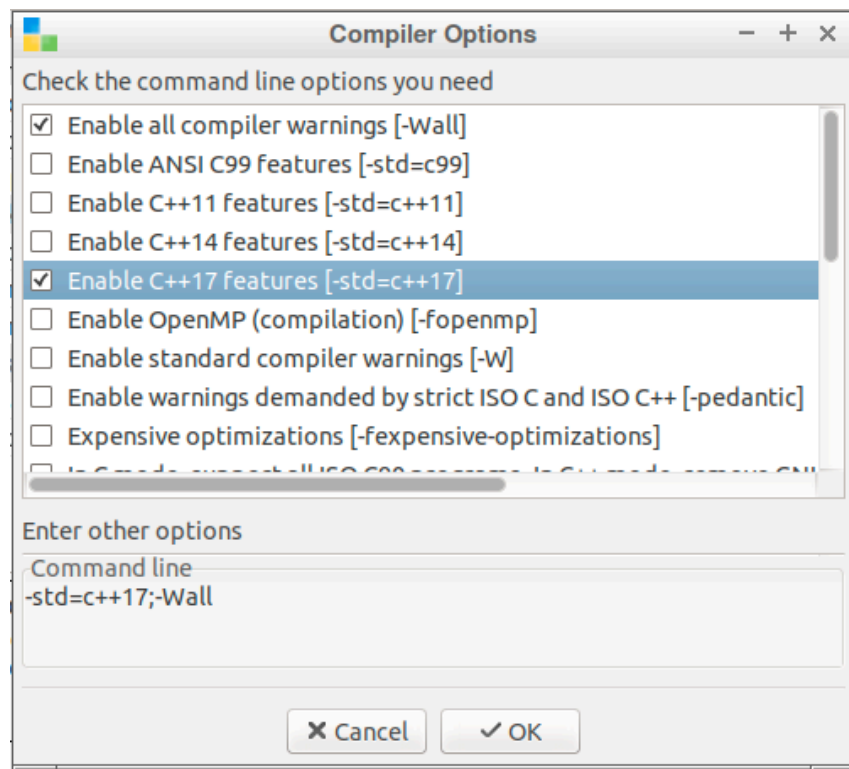 Compiler Options
Check the command line options you need
Enable all compiler warnings [-Wall]
Enable ANSI C99 features [-std=c99]
Enable C++11 features [-std=c++11]
Enable C++14 features [-std=c++14]
Enable C++17 features [-std=c++17]
Enable OpenMP (compilation) [-fopenmp]
Enable standard compiler warnings [-W]
Enable warnings demanded by strict ISO C and ISO C++ [-pedantic]
Expensive optimizations [-fexpensive-optimizations]
Enter other options
Command line
-std=c++17;-Wall
Cancel
OK